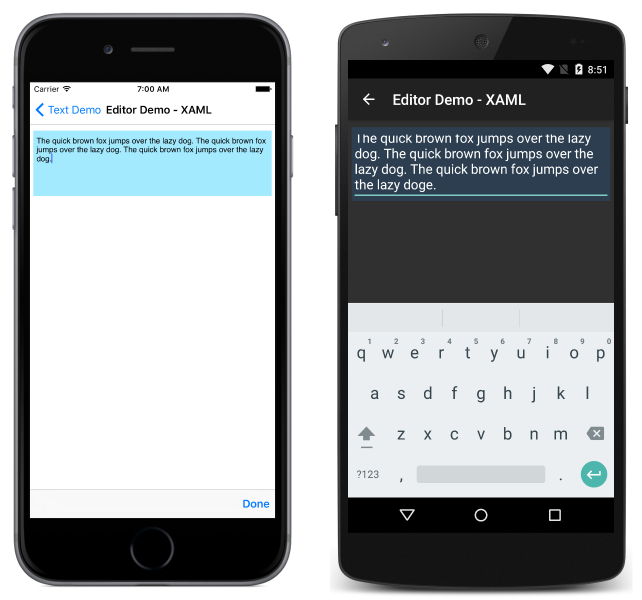 Carrier 7:00 AM
Text Demo Editor Demo - XAML
The quick brown fox jumps over the lazy dog. The quick brown fox
jumps over the lazy dog. The quick brown fox jumps over the lazy
dog.
Done
8:51
Editor Demo - XAML
The quick brown fox jumps over the lazy
dog. The quick brown fox jumps over the
lazy dog. The quick brown fox jumps over
the lazy doge.
1 2 3 4 5 6 7 8 9 0
q w e r t y u i o p
a s d f g h j k l
z x c v b n m
?123 , .